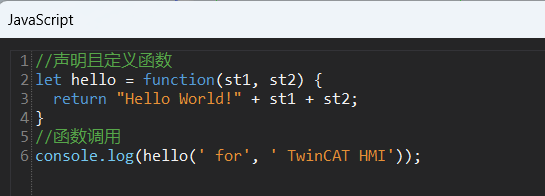 JavaScript
1 //声明且定义函数
2 let hello = function(st1, st2) {
3   return "Hello World!" + st1 + st2;
4 }
5 //函数调用
6 console.log(hello(' for', ' TwinCAT HMI'));